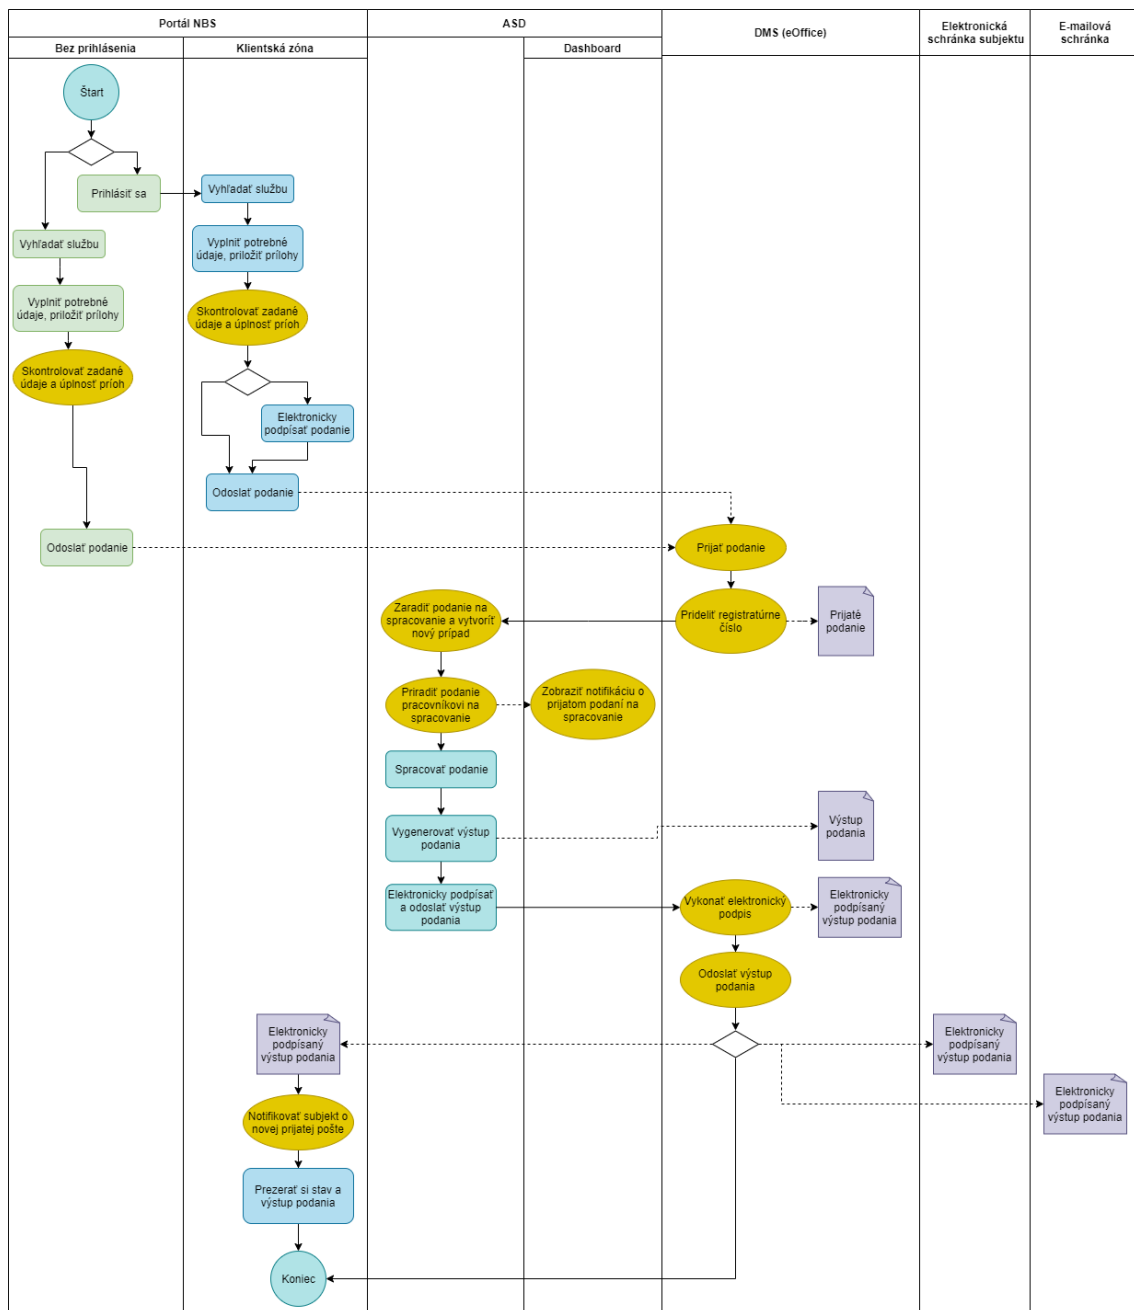 Portál NBS
ASD
DMS (eOffice)
Elektronická
schránka subjektu
E-mailová
schránka
Bez prihlásenia
Klientská zóna
Dashboard
Štart
Prihlásiť sa
Vyhľadať službu
Vyhľadať službu
Vyplniť potrebné
údaje, priložiť prílohy
Vyplniť potrebné
údaje, priložiť prílohy
Skontrolovať zadané
údaje a úplnosť príoh
Skontrolovať zadané
údaje a úplnosť príoh
Elektronicky
podpísať podanie
Odoslať podanie
Odoslať podanie
Prijať podanie
Zaradiť podanie na
spracovanie a vytvoríť
nový prípad
Prideliť registratúrne
číslo
Prijaté
podanie
Priradiť podanie
pracovníkovi na
spracovanie
Zobraziť notifikáciu o
prijatom podaní na
spracovanie
Spracovať podanie
Vygenerovať výstup
podania
Výstup
podania
Elektronicky podpísať
a odoslať výstup
podania
Vykonať elektronický
podpis
Elektronicky
podpísaný
výstup podania
Odoslať výstup
podania
Elektronicky
podpísaný
výstup podania
Elektronicky
podpísaný
výstup podania
Elektronicky
podpísaný
výstup podania
Notifikovať subjekt o
novej prijatej pošte
Prezerať si stav a
výstup podania
Koniec